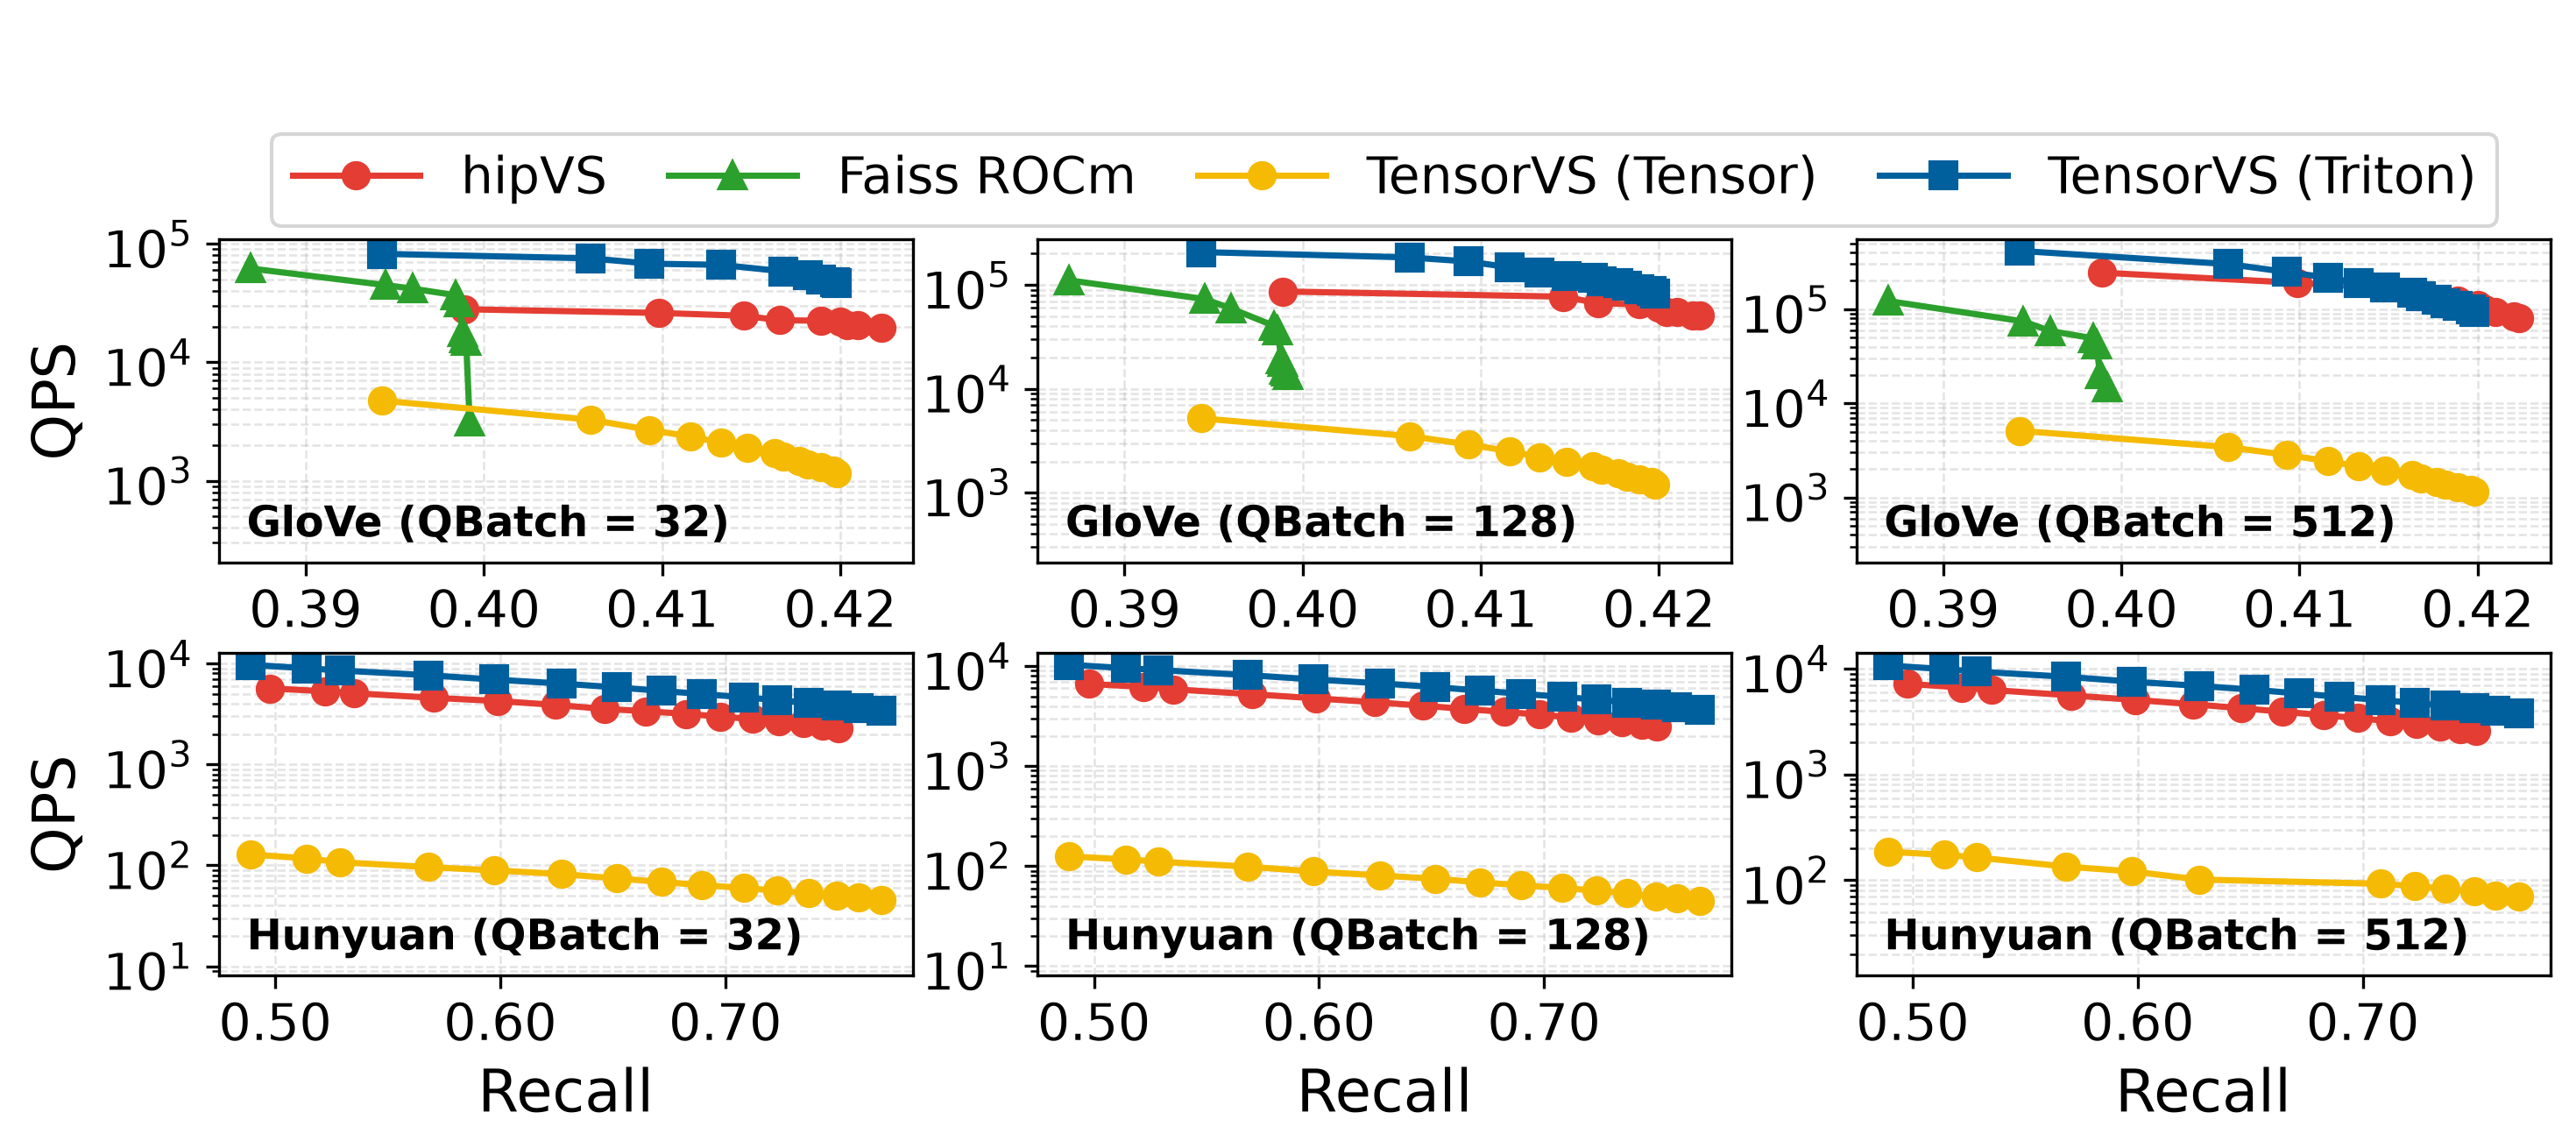 hipVS Faiss ROCm TensorVS (Tensor) TensorVS (Triton)
QPS
10^5
10^4
10^3
GloVe (QBatch = 32)
0.39 0.40 0.41 0.42
10^5
10^4
10^3
GloVe (QBatch = 128)
0.39 0.40 0.41 0.42
10^5
10^4
10^3
GloVe (QBatch = 512)
0.39 0.40 0.41 0.42
QPS
10^4
10^3
10^2
10^1
Hunyuan (QBatch = 32)
0.50 0.60 0.70
Recall
10^4
10^3
10^2
10^1
Hunyuan (QBatch = 128)
0.50 0.60 0.70
Recall
10^4
10^3
10^2
Hunyuan (QBatch = 512)
0.50 0.60 0.70
Recall